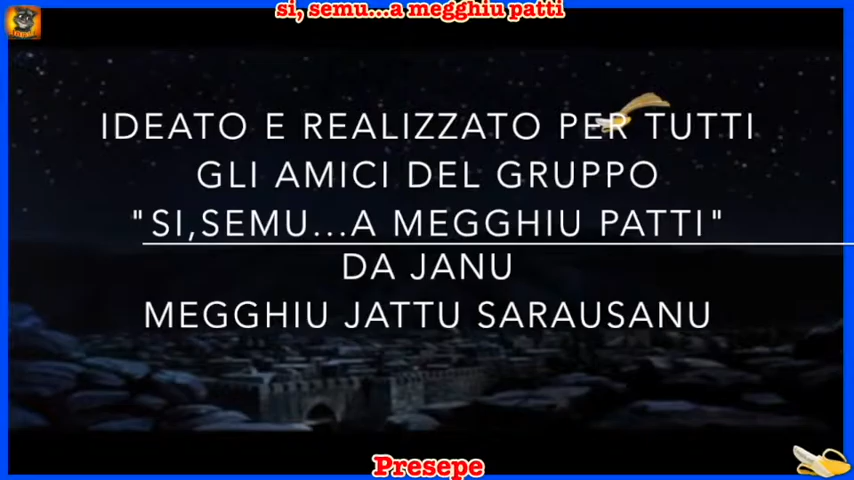 si, semu...a megghiu patti
IDEATO E REALIZZATO PER TUTTI
GLI AMICI DEL GRUPPO
"SI,SEMU...A MEGGHIU PATTI"
DA JANU
MEGGHIU JATTU SARAUSANU
Presepe